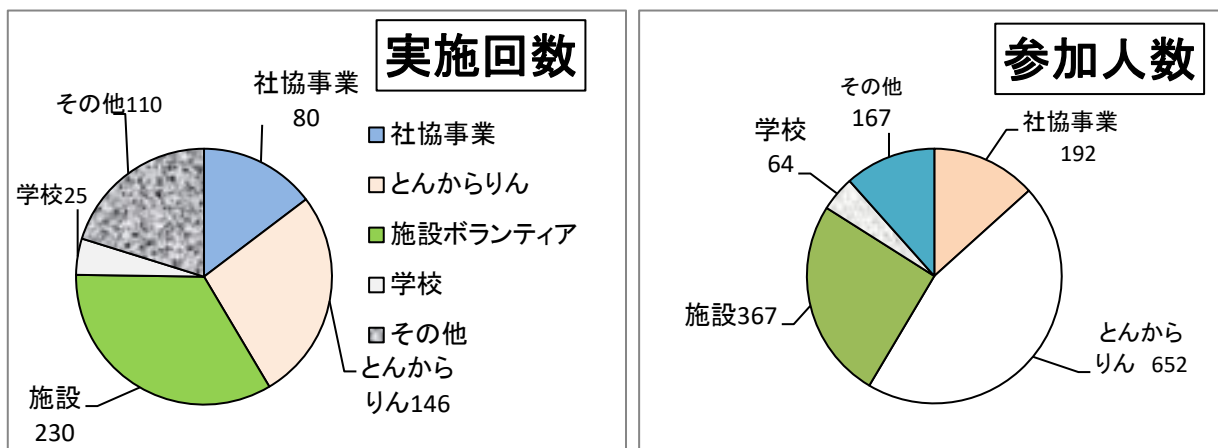 実施回数
社協事業
80
その他110
学校25
施設
230
とんから
りん146
社協事業
とんからりん
施設ボランティア
学校
その他
参加人数
その他
167
社協事業
192
学校
64
施設367
とんから
りん 652